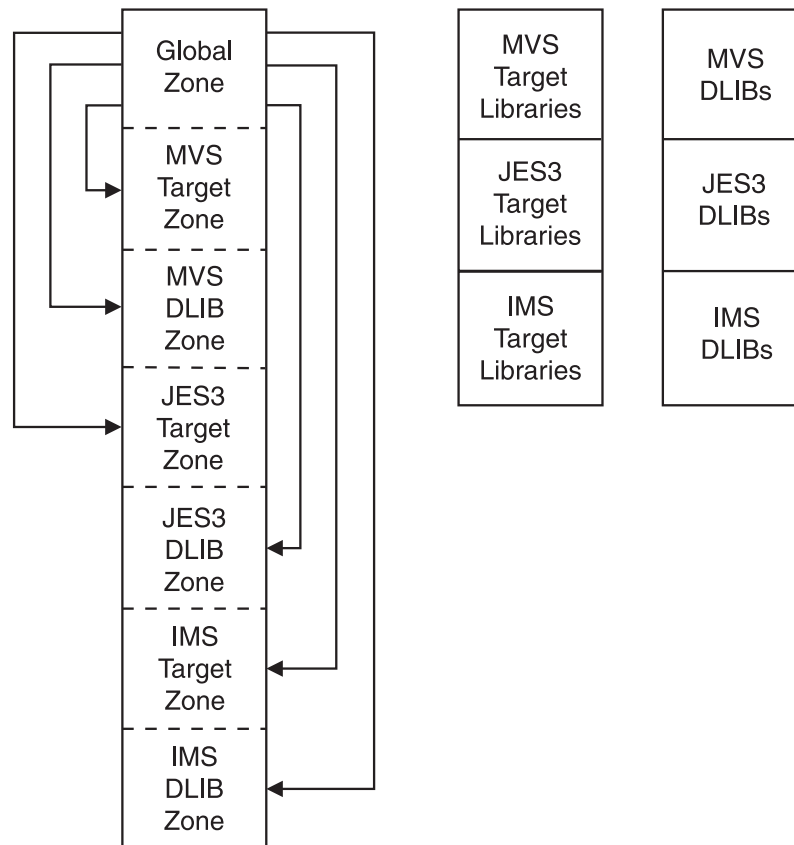 Global
Zone
MVS
Target
Zone
MVS
DLIB
Zone
JES3
Target
Zone
JES3
DLIB
Zone
IMS
Target
Zone
IMS
DLIB
Zone
MVS
Target
Libraries
JES3
Target
Libraries
IMS
Target
Libraries
MVS
DLIBs
JES3
DLIBs
IMS
DLIBs